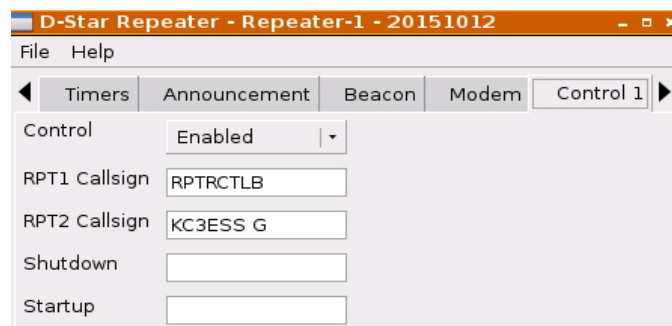 D-Star Repeater - Repeater-1 - 20151012
File Help
Timers Announcement Beacon Modem Control 1
Control Enabled
RPT1 Callsign RPTRCTLB
RPT2 Callsign KC3ESS G
Shutdown
Startup